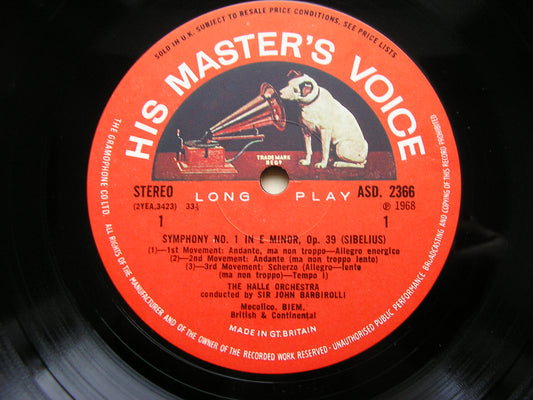 SOLD IN U.K. SUBJECT TO RESALE PRICE CONDITIONS, SEE PRICE LISTS
HIS MASTER'S VOICE
TRADE MARK
REGD
STEREO
ASD. 2366
LONG PLAY
(2YEA.3423) 33⅓
℗ 1968
1
1
SYMPHONY NO. 1 IN E MINOR, Op. 39 (SIBELIUS)
(1)—1st Movement: Andante, ma non troppo—Allegro energico
(2)—2nd Movement: Andante (ma non troppo lento)
(3)—3rd Movement: Scherzo (Allegro—lento
(ma non troppo)—Tempo I)
THE HALLE ORCHESTRA
conducted by SIR JOHN BARBIROLLI
Mecolico, BIEM,
British & Continental
MADE IN GT. BRITAIN
THE GRAMOPHONE CO. LTD.
ALL RIGHTS OF THE MANUFACTURER AND OF THE OWNER OF THE RECORDED WORK RESERVED · UNAUTHORISED PUBLIC PERFORMANCE BROADCASTING AND COPYING OF THIS RECORD PROHIBITED